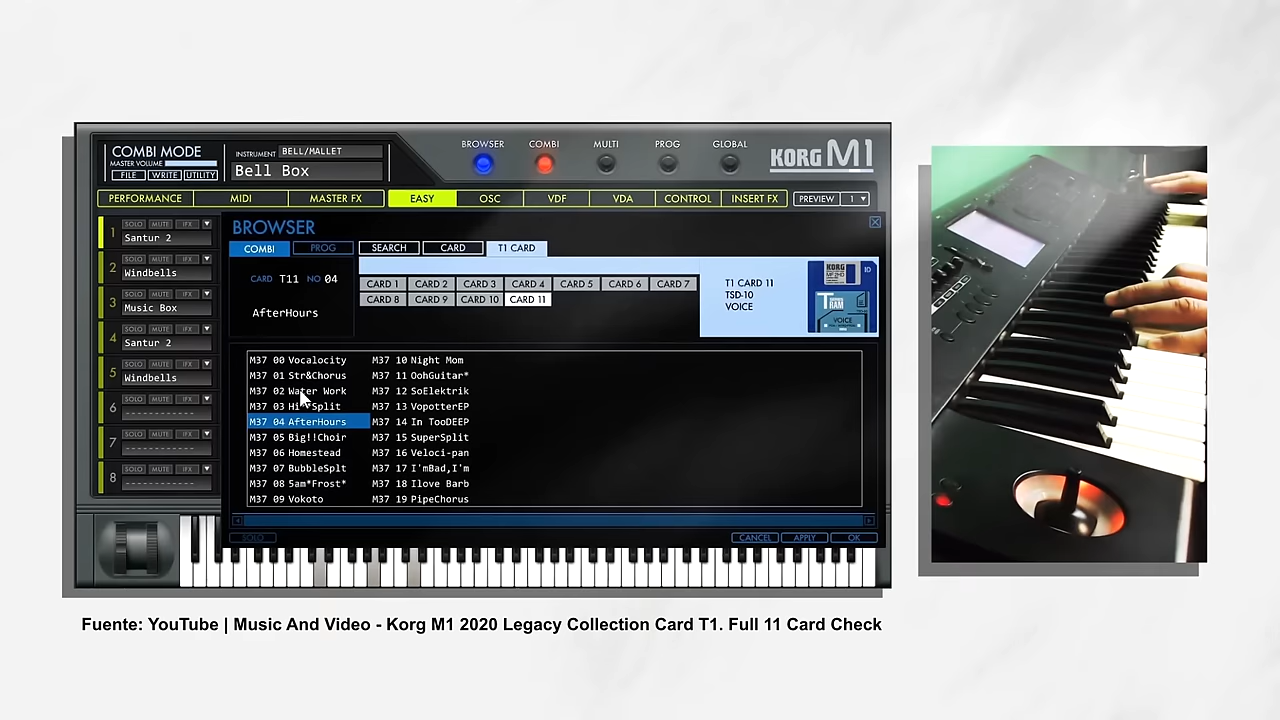 COMBI MODE
MASTER VOLUME
FILE WRITE UTILITY
INSTRUMENT BELL/MALLET
Bell Box
BROWSER COMBI MULTI PROG GLOBAL
KORG M1
PERFORMANCE MIDI MASTER FX EASY OSC VDF VDA CONTROL INSERT FX PREVIEW 1
1 SOLO MUTE IFX
Santur 2
2 SOLO MUTE IFX
Windbells
3 SOLO MUTE IFX
Music Box
4 SOLO MUTE IFX
Santur 2
5 SOLO MUTE IFX
Windbells
6 SOLO MUTE IFX
------------
7 SOLO MUTE IFX
------------
8 SOLO MUTE IFX
------------
BROWSER
COMBI PROG SEARCH CARD T1 CARD
CARD T11 NO 04
AfterHours
CARD 1 CARD 2 CARD 3 CARD 4 CARD 5 CARD 6 CARD 7
CARD 8 CARD 9 CARD 10 CARD 11
T1 CARD 11
TSD-10
VOICE
KORG
VOICE
M37 00 Vocalocity M37 10 Night Mom
M37 01 Str&Chorus M37 11 OohGuitar*
M37 02 Water Work M37 12 SoElektrik
M37 03 Split M37 13 VopotterEP
M37 04 AfterHours M37 14 In TooDEEP
M37 05 Big!!Choir M37 15 SuperSplit
M37 06 Homestead M37 16 Veloci-pan
M37 07 BubbleSplt M37 17 I'mBad,I'm
M37 08 5am*Frost* M37 18 Ilove Barb
M37 09 Vokoto M37 19 PipeChorus
SOLO CANCEL APPLY OK
Fuente: YouTube | Music And Video - Korg M1 2020 Legacy Collection Card T1. Full 11 Card Check